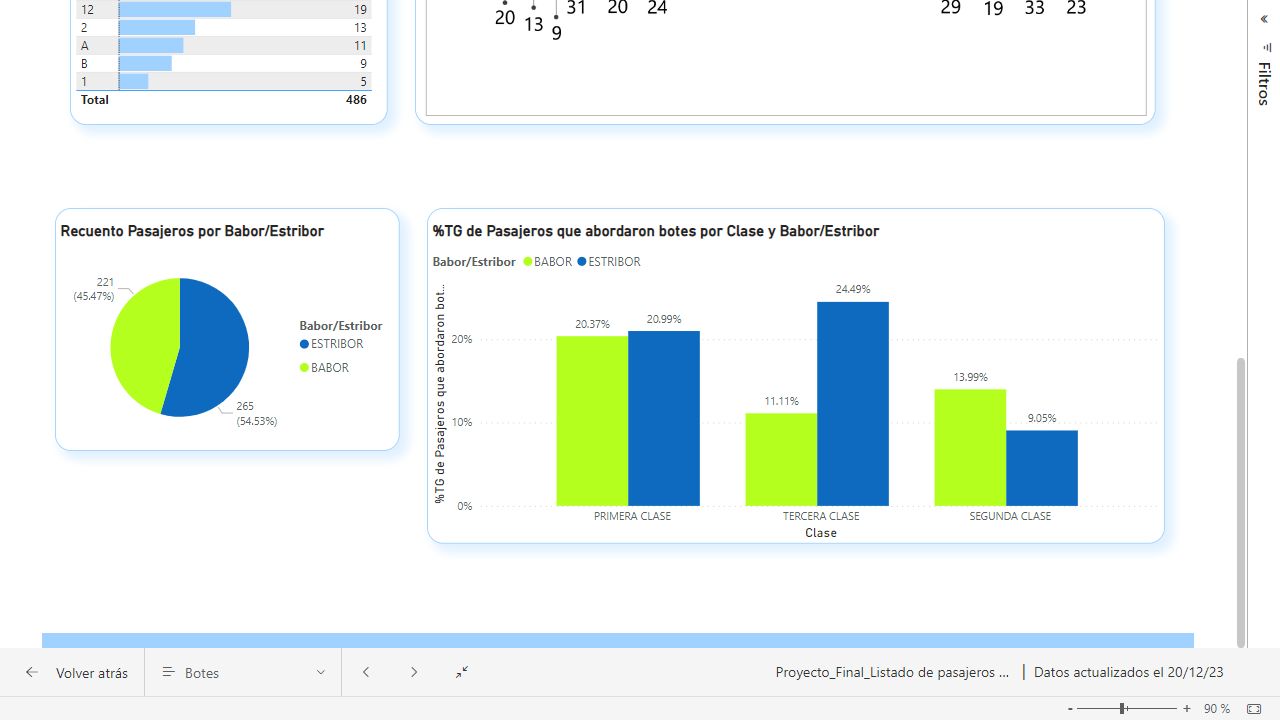 12 19
2 13
A 11
B 9
1 5
Total 486
20 13 9 31 20 24 29 19 33 23
«
Filtros
Recuento Pasajeros por Babor/Estribor
221
(45.47%)
265
(54.53%)
Babor/Estribor
ESTRIBOR
BABOR
%TG de Pasajeros que abordaron botes por Clase y Babor/Estribor
Babor/Estribor BABOR ESTRIBOR
%TG de Pasajeros que abordaron bot...
20%
10%
0%
20.37% 20.99%
11.11% 24.49%
13.99% 9.05%
PRIMERA CLASE TERCERA CLASE SEGUNDA CLASE
Clase
Volver atrás
Botes
Proyecto_Final_Listado de pasajeros ... | Datos actualizados el 20/12/23
- + 90 %